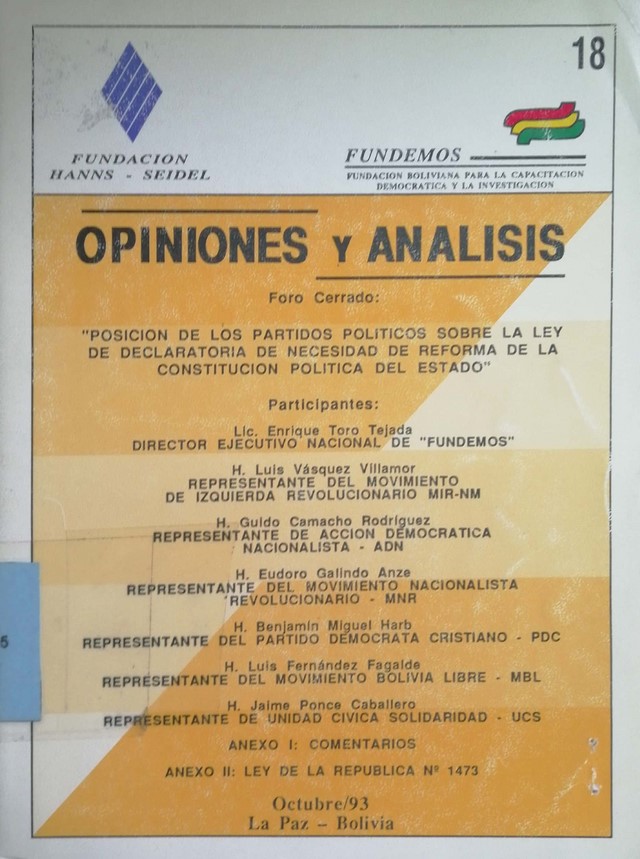 18
FUNDACION
HANNS - SEIDEL
FUNDEMOS
FUNDACION BOLIVIANA PARA LA CAPACITACION
DEMOCRATICA Y LA INVESTIGACION
OPINIONES Y ANALISIS
Foro Cerrado:
"POSICION DE LOS PARTIDOS POLITICOS SOBRE LA LEY
DE DECLARATORIA DE NECESIDAD DE REFORMA DE LA
CONSTITUCION POLITICA DEL ESTADO"
Participantes:
Lic. Enrique Toro Tejada
DIRECTOR EJECUTIVO NACIONAL DE "FUNDEMOS"
H. Luis Vásquez Villamor
REPRESENTANTE DEL MOVIMIENTO
DE IZQUIERDA REVOLUCIONARIO MIR-NM
H. Guido Camacho Rodríguez
REPRESENTANTE DE ACCION DEMOCRATICA
NACIONALISTA - ADN
H. Eudoro Galindo Anze
REPRESENTANTE DEL MOVIMIENTO NACIONALISTA
REVOLUCIONARIO - MNR
H. Benjamin Miguel Harb
REPRESENTANTE DEL PARTIDO DEMOCRATA CRISTIANO - PDC
H. Luis Fernández Fagalde
REPRESENTANTE DEL MOVIMIENTO BOLIVIA LIBRE - MBL
H. Jaime Ponce Caballero
REPRESENTANTE DE UNIDAD CIVICA SOLIDARIDAD - UCS
ANEXO I: COMENTARIOS
ANEXO II: LEY DE LA REPUBLICA Nº 1473
Octubre/93
La Paz - Bolivia
5